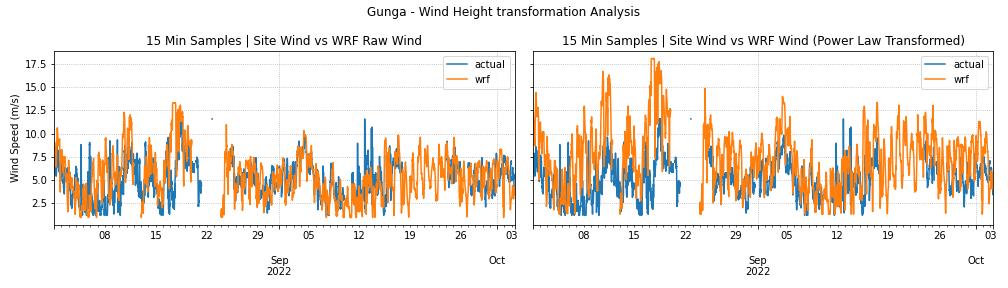 Gunga - Wind Height transformation Analysis
15 Min Samples | Site Wind vs WRF Raw Wind
15 Min Samples | Site Wind vs WRF Wind (Power Law Transformed)
Wind Speed (m/s)
17.5
15.0
12.5
10.0
7.5
5.0
2.5
actual
wrf
actual
wrf
08 15 22 29 05 12 19 26 03
Sep Oct
2022
08 15 22 29 05 12 19 26 03
Sep Oct
2022